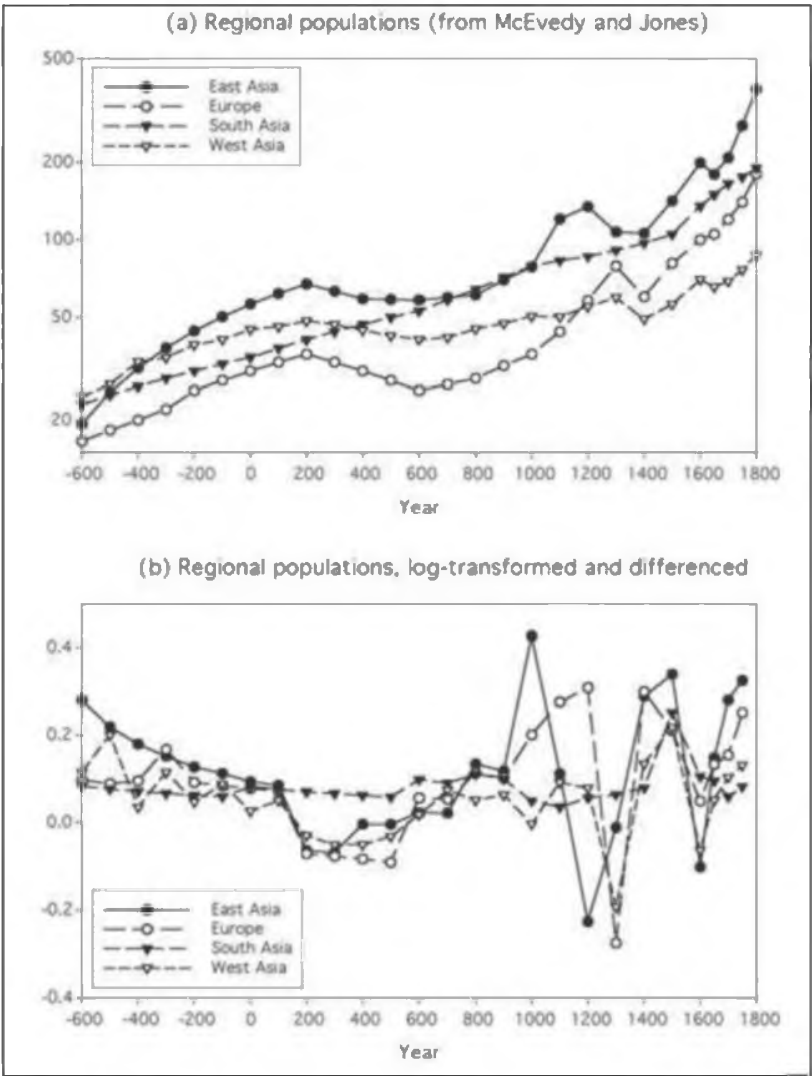 (a) Regional populations (from McEvedy and Jones)
500
East Asia
Europe
South Asia
West Asia
200
100
50
20
-600 -400 -200 0 200 400 600 800 1000 1200 1400 1600 1800
Year
(b) Regional populations, log-transformed and differenced
0.4
0.2
0.0
-0.2
East Asia
Europe
South Asia
West Asia
-0.4
-600 -400 -200 0 200 400 600 800 1000 1200 1400 1600 1800
Year